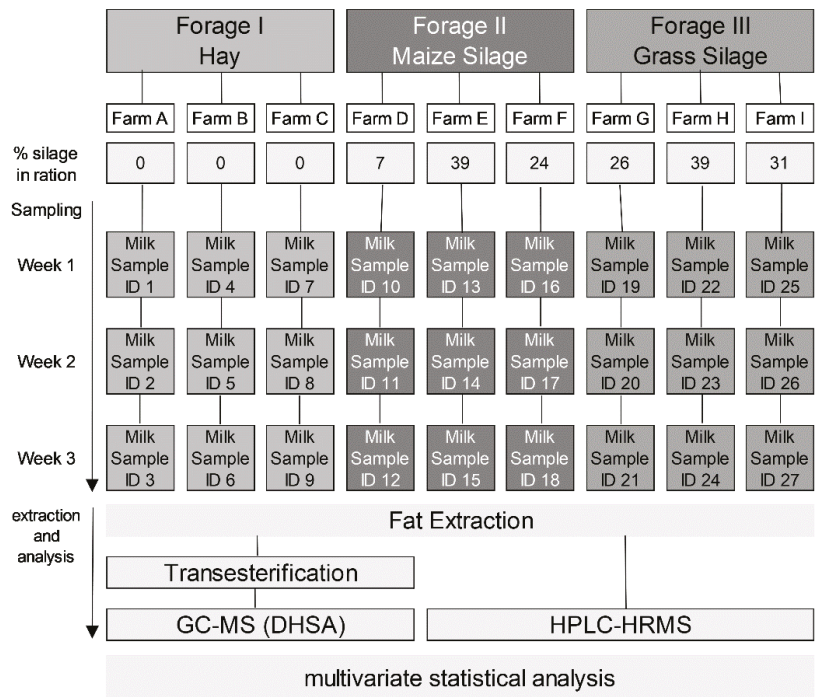 Forage I
Hay
Forage II
Maize Silage
Forage III
Grass Silage
Farm A
Farm B
Farm C
Farm D
Farm E
Farm F
Farm G
Farm H
Farm I
% silage
in ration
0
0
0
7
39
24
26
39
31
Sampling
Week 1
Milk
Sample
ID 1
Milk
Sample
ID 4
Milk
Sample
ID 7
Milk
Sample
ID 10
Milk
Sample
ID 13
Milk
Sample
ID 16
Milk
Sample
ID 19
Milk
Sample
ID 22
Milk
Sample
ID 25
Week 2
Milk
Sample
ID 2
Milk
Sample
ID 5
Milk
Sample
ID 8
Milk
Sample
ID 11
Milk
Sample
ID 14
Milk
Sample
ID 17
Milk
Sample
ID 20
Milk
Sample
ID 23
Milk
Sample
ID 26
Week 3
Milk
Sample
ID 3
Milk
Sample
ID 6
Milk
Sample
ID 9
Milk
Sample
ID 12
Milk
Sample
ID 15
Milk
Sample
ID 18
Milk
Sample
ID 21
Milk
Sample
ID 24
Milk
Sample
ID 27
extraction
and
analysis
Fat Extraction
Transesterification
GC-MS (DHSA)
HPLC-HRMS
multivariate statistical analysis